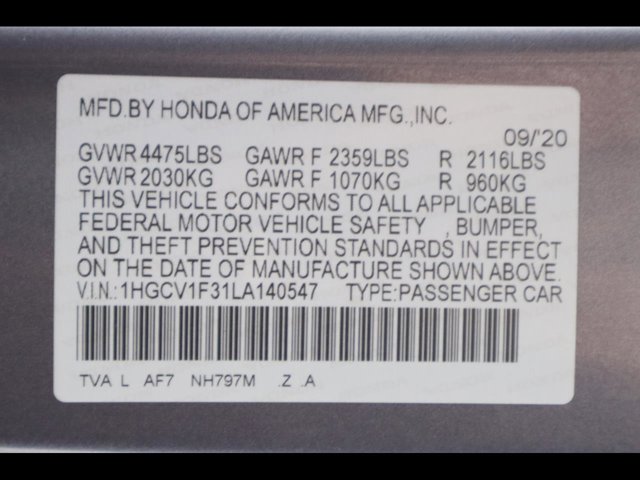 MFD.BY HONDA OF AMERICA MFG.,INC.
09/'20
GVWR 4475LBS GAWR F 2359LBS R 2116LBS
GVWR 2030KG GAWR F 1070KG R 960KG
THIS VEHICLE CONFORMS TO ALL APPLICABLE
FEDERAL MOTOR VEHICLE SAFETY , BUMPER,
AND THEFT PREVENTION STANDARDS IN EFFECT
ON THE DATE OF MANUFACTURE SHOWN ABOVE.
V.I.N.:1HGCV1F31LA140547 TYPE:PASSENGER CAR
TVA L AF7 NH797M .Z .A